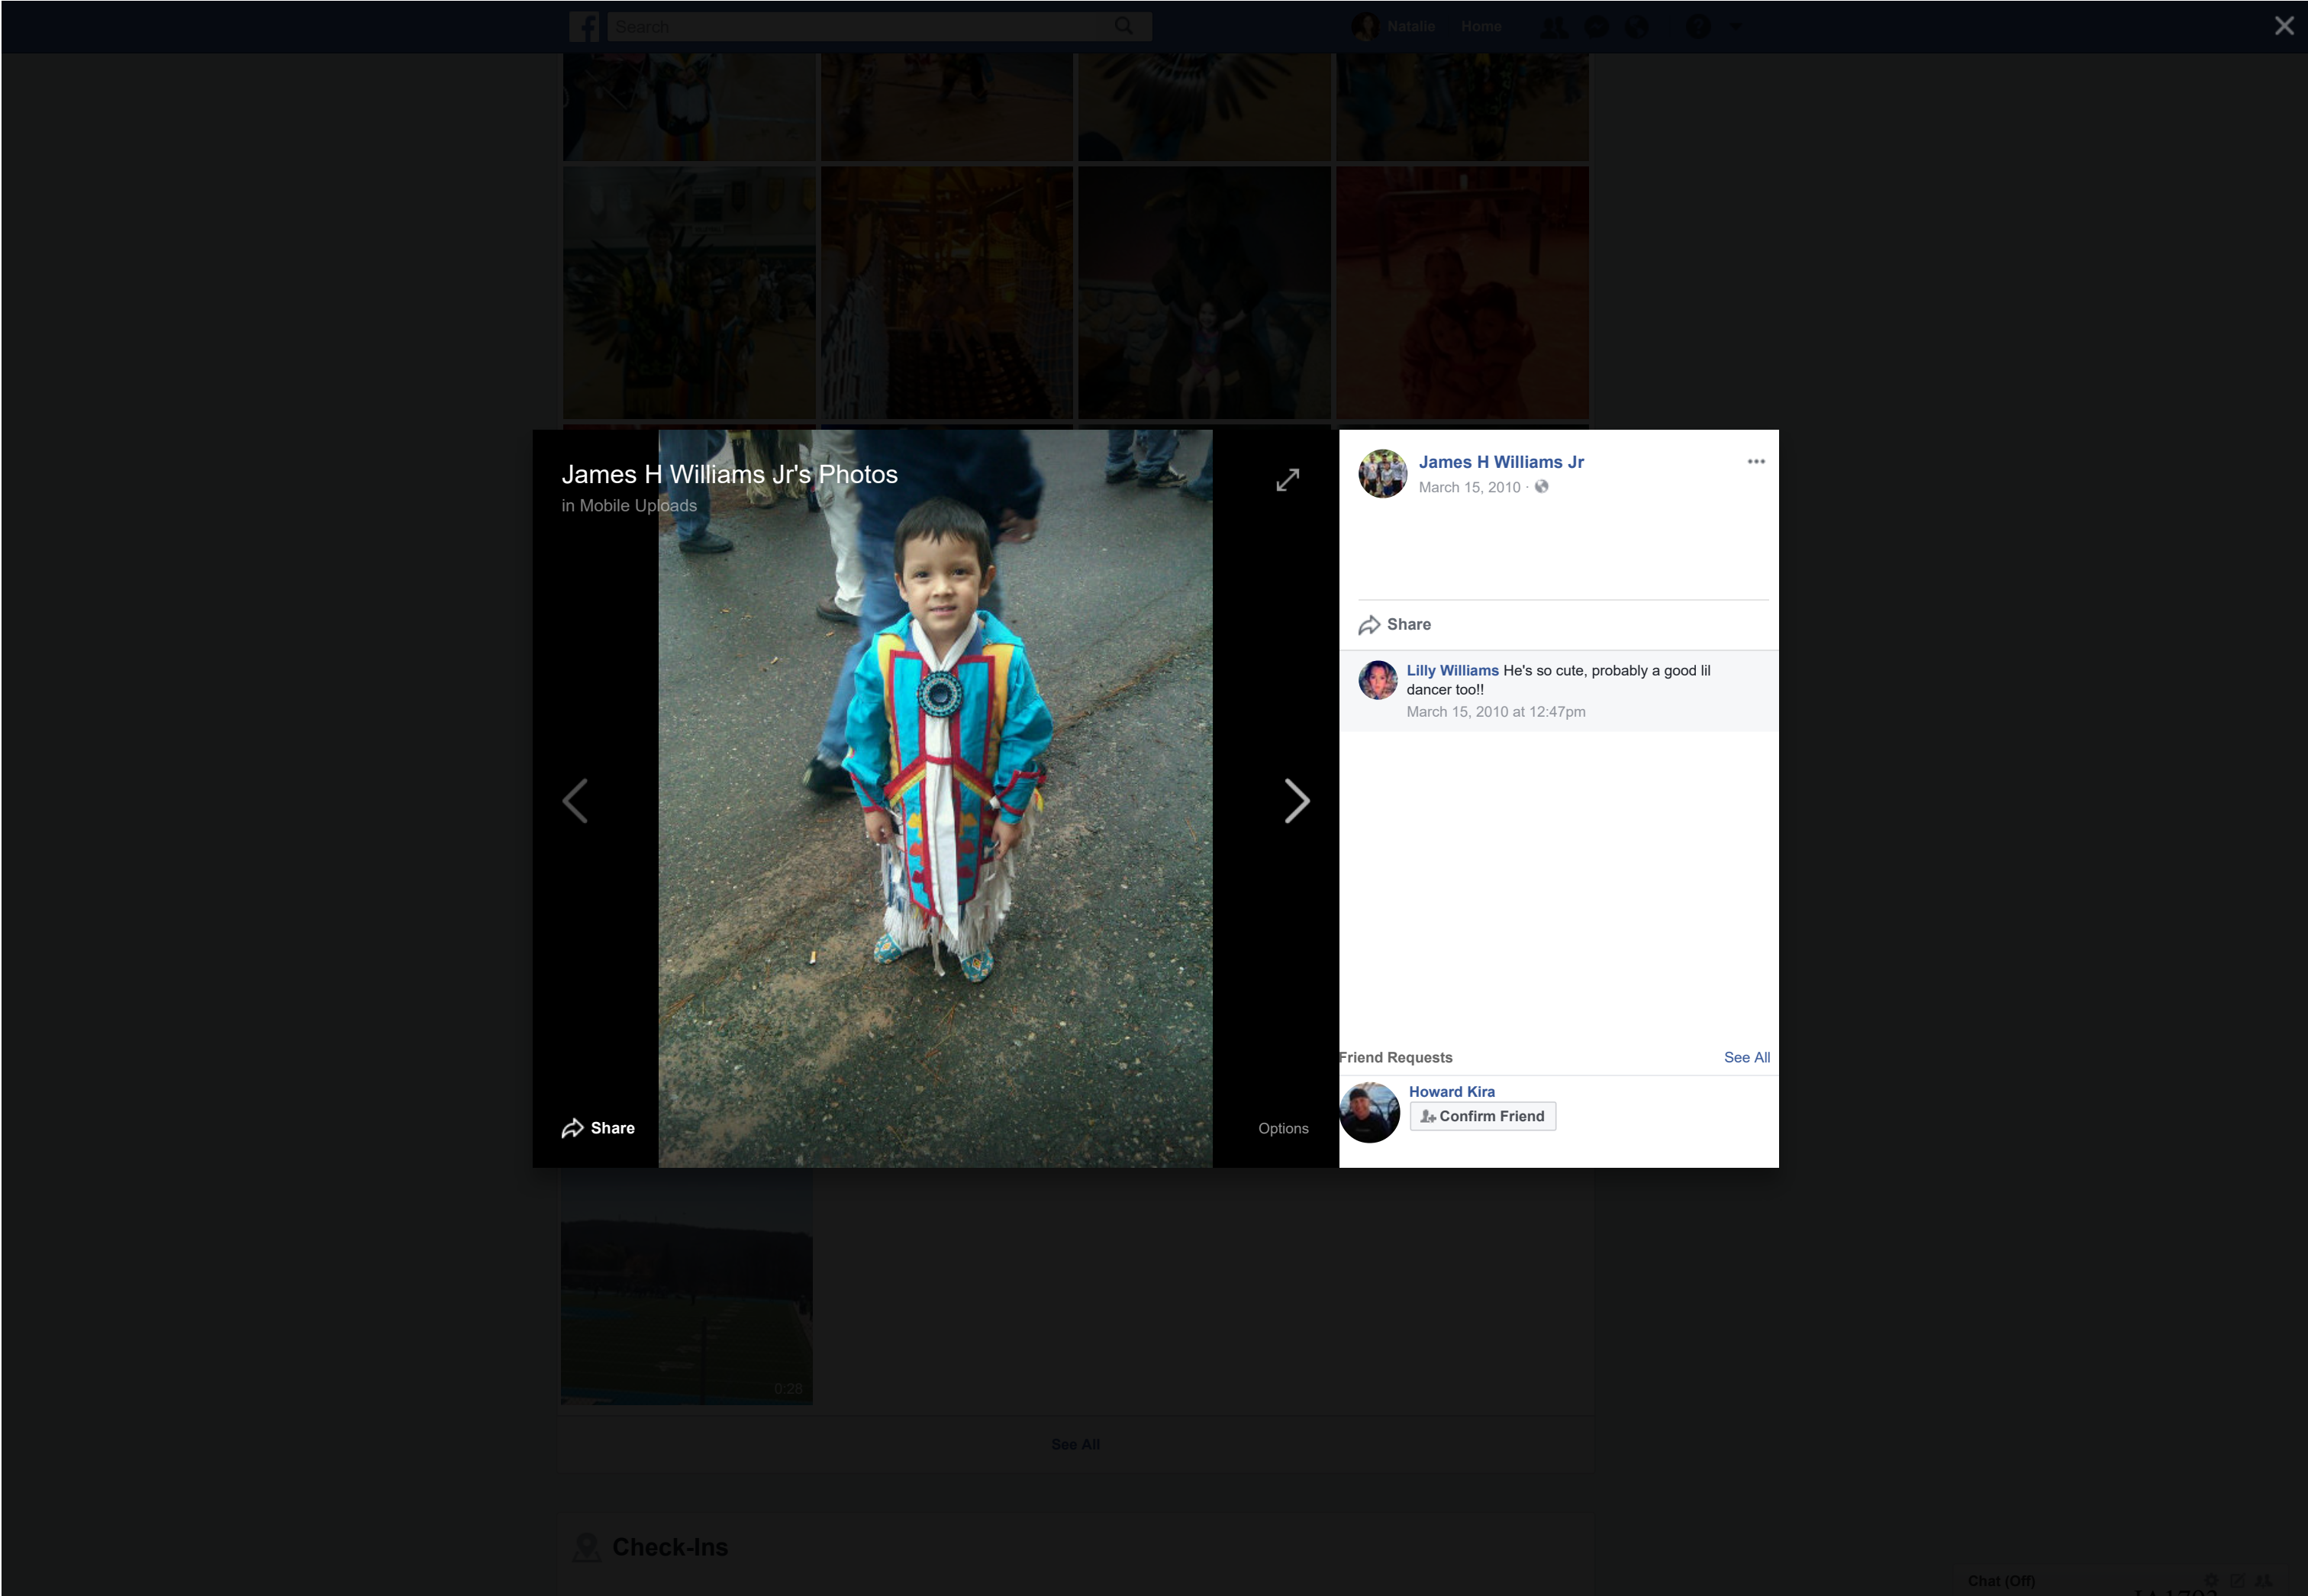 Search
Natalie
Home
James H Williams Jr's Photos
in Mobile Uploads
James H Williams Jr
March 15, 2010 ·
Share
Lilly Williams He's so cute, probably a good lil
dancer too!!
March 15, 2010 at 12:47pm
Friend Requests
See All
Howard Kira
Confirm Friend
Share
Options
0:28
See All
Check-Ins
Chat (Off)